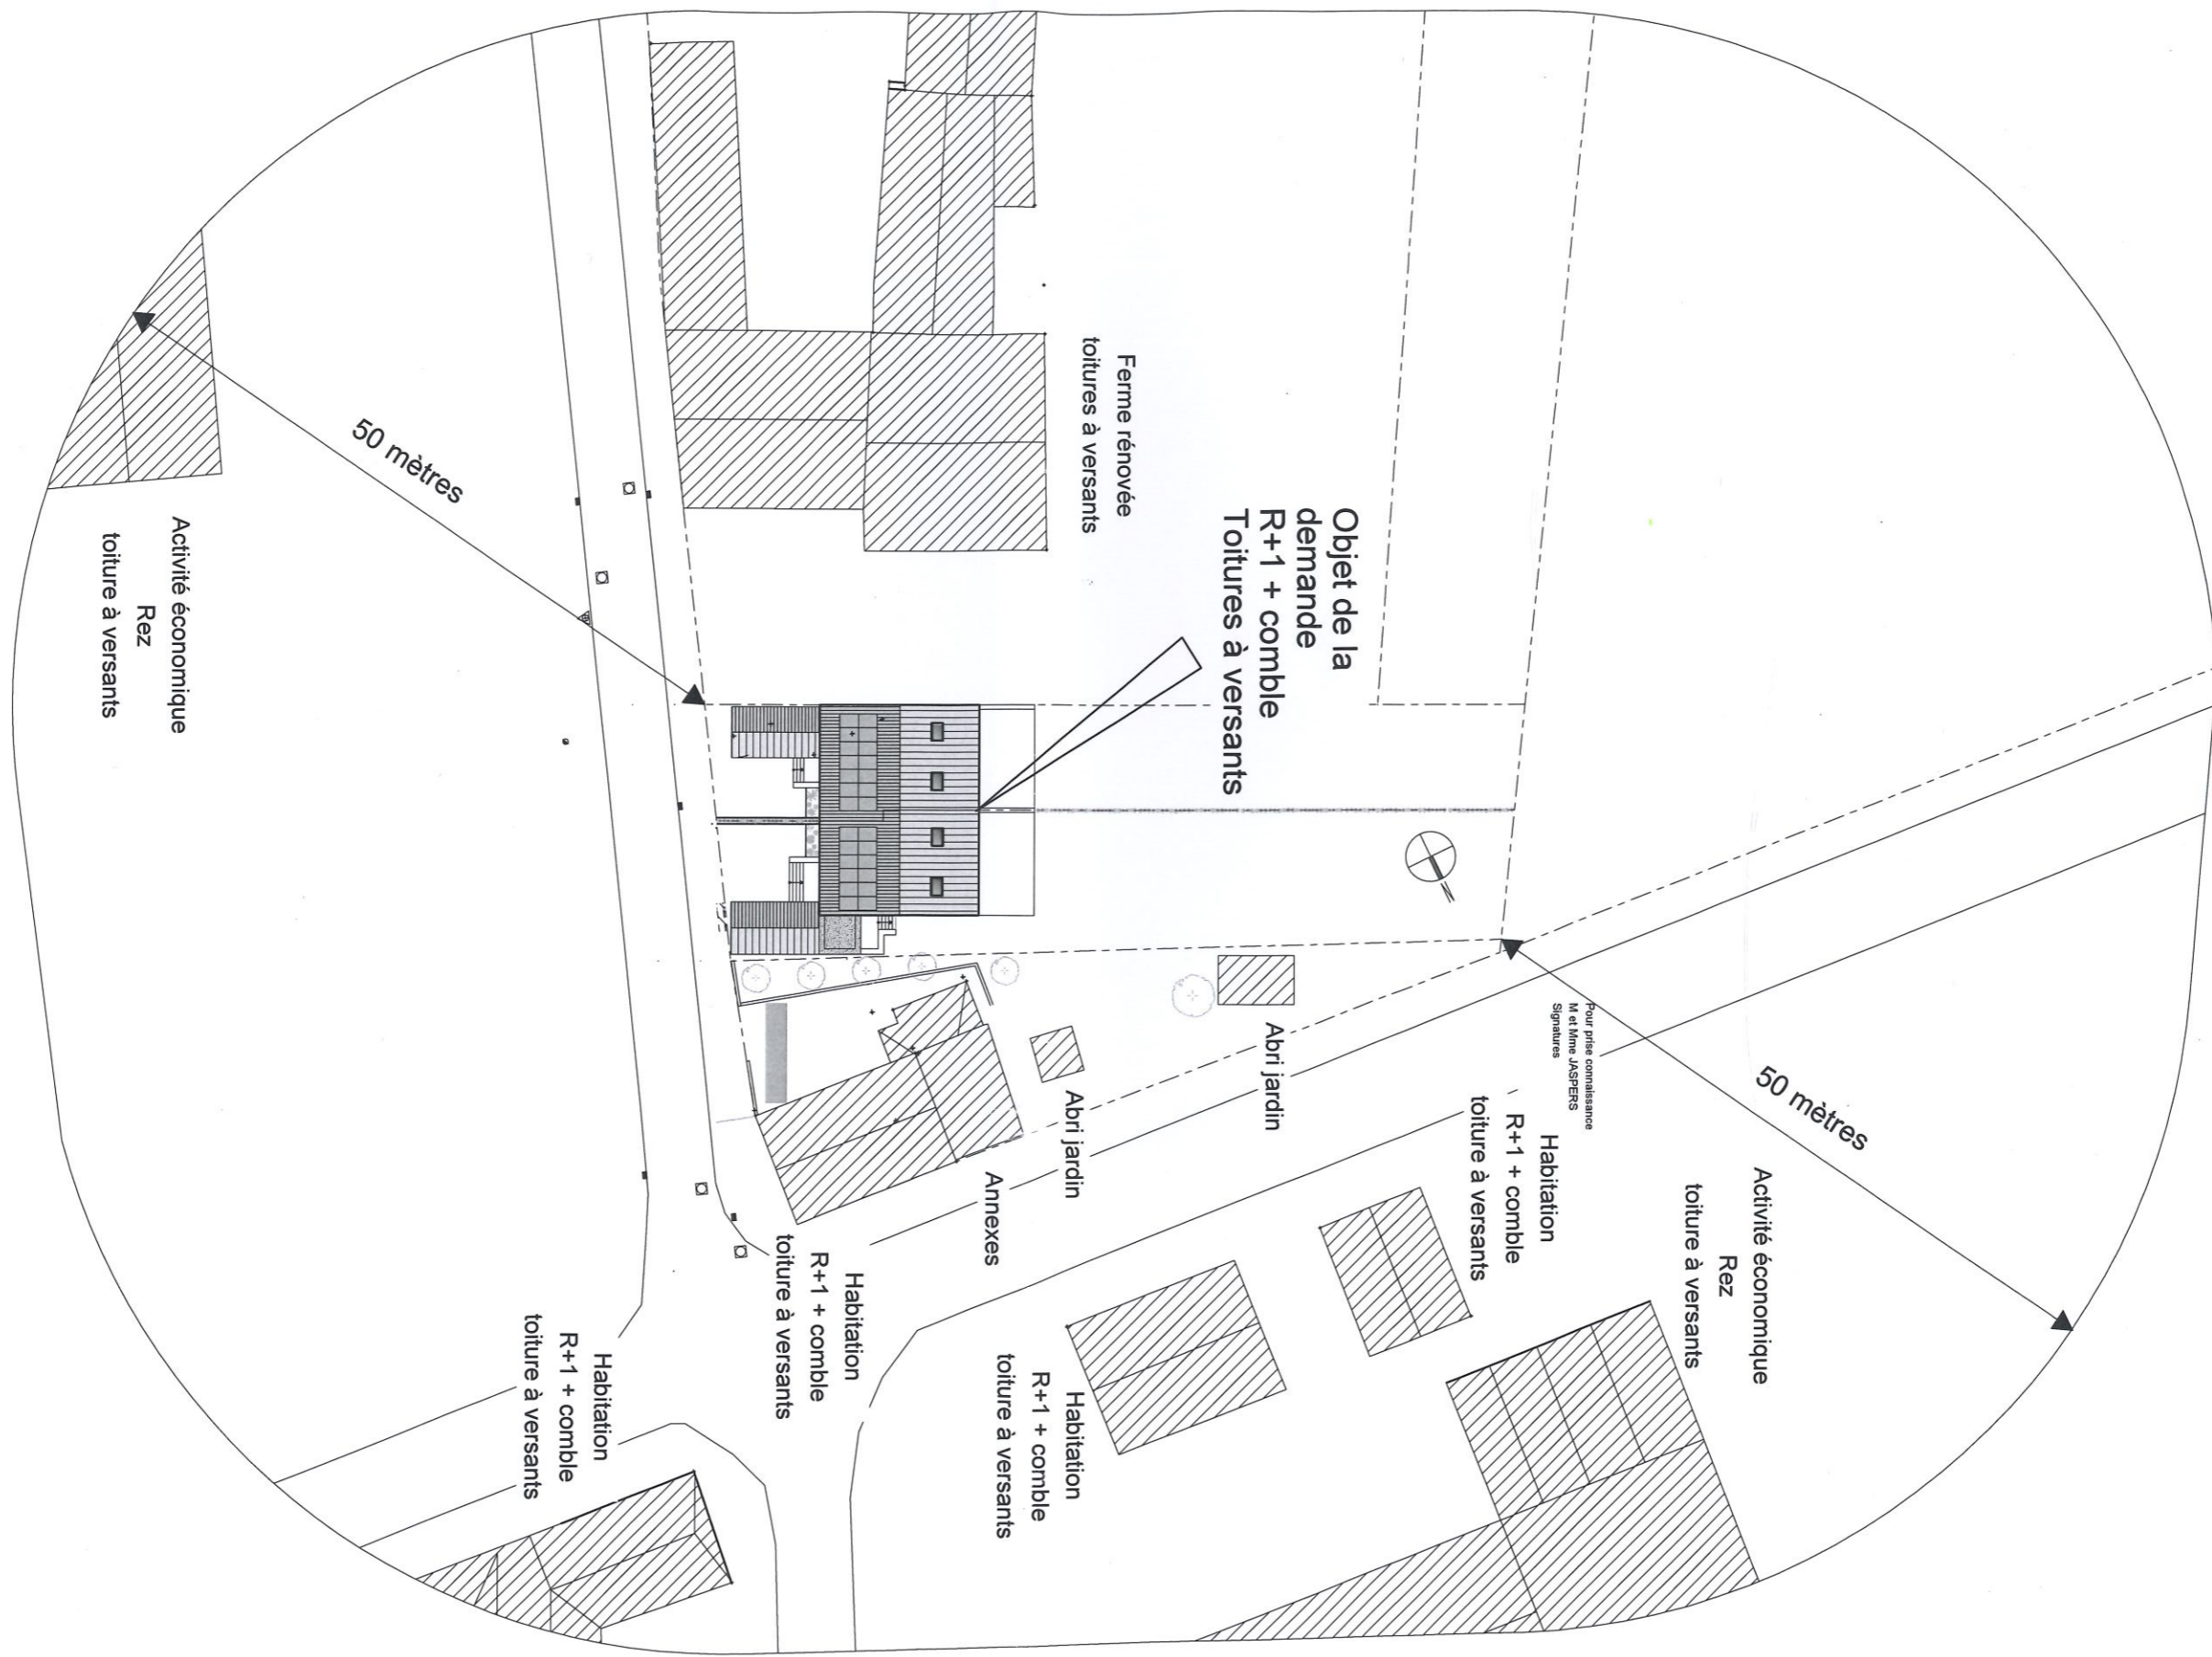 50 mètres
Activité économique
Rez
toiture à versants
Ferme rénovée
toitures à versants
Objet de la
demande
R+1 + comble
Toitures à versants
Pour prise connaissance
M et Mme JASPERS
Signatures
50 mètres
Abri jardin
Abri jardin
Annexes
Habitation
R+1 + comble
toiture à versants
Activité économique
Rez
toiture à versants
Habitation
R+1 + comble
toiture à versants
Habitation
R+1 + comble
toiture à versants
Habitation
R+1 + comble
toiture à versants